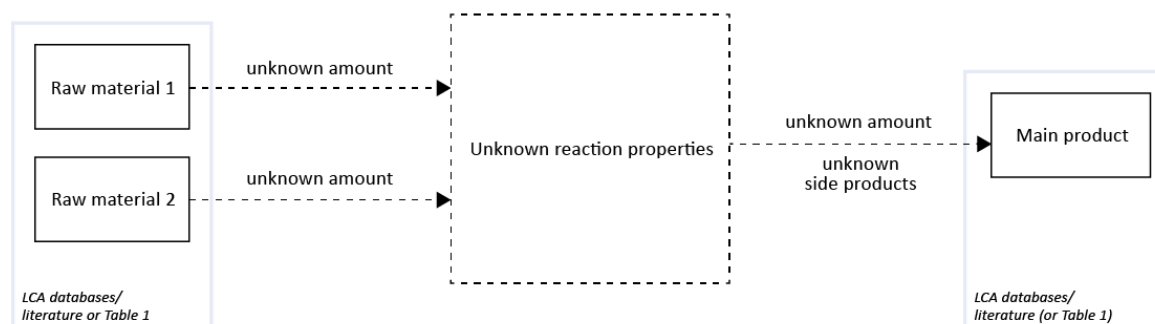 Raw material 1
unknown amount
Raw material 2
unknown amount
LCA databases/
literature or Table 1
Unknown reaction properties
unknown amount
unknown
side products
Main product
LCA databases/
literature (or Table 1)